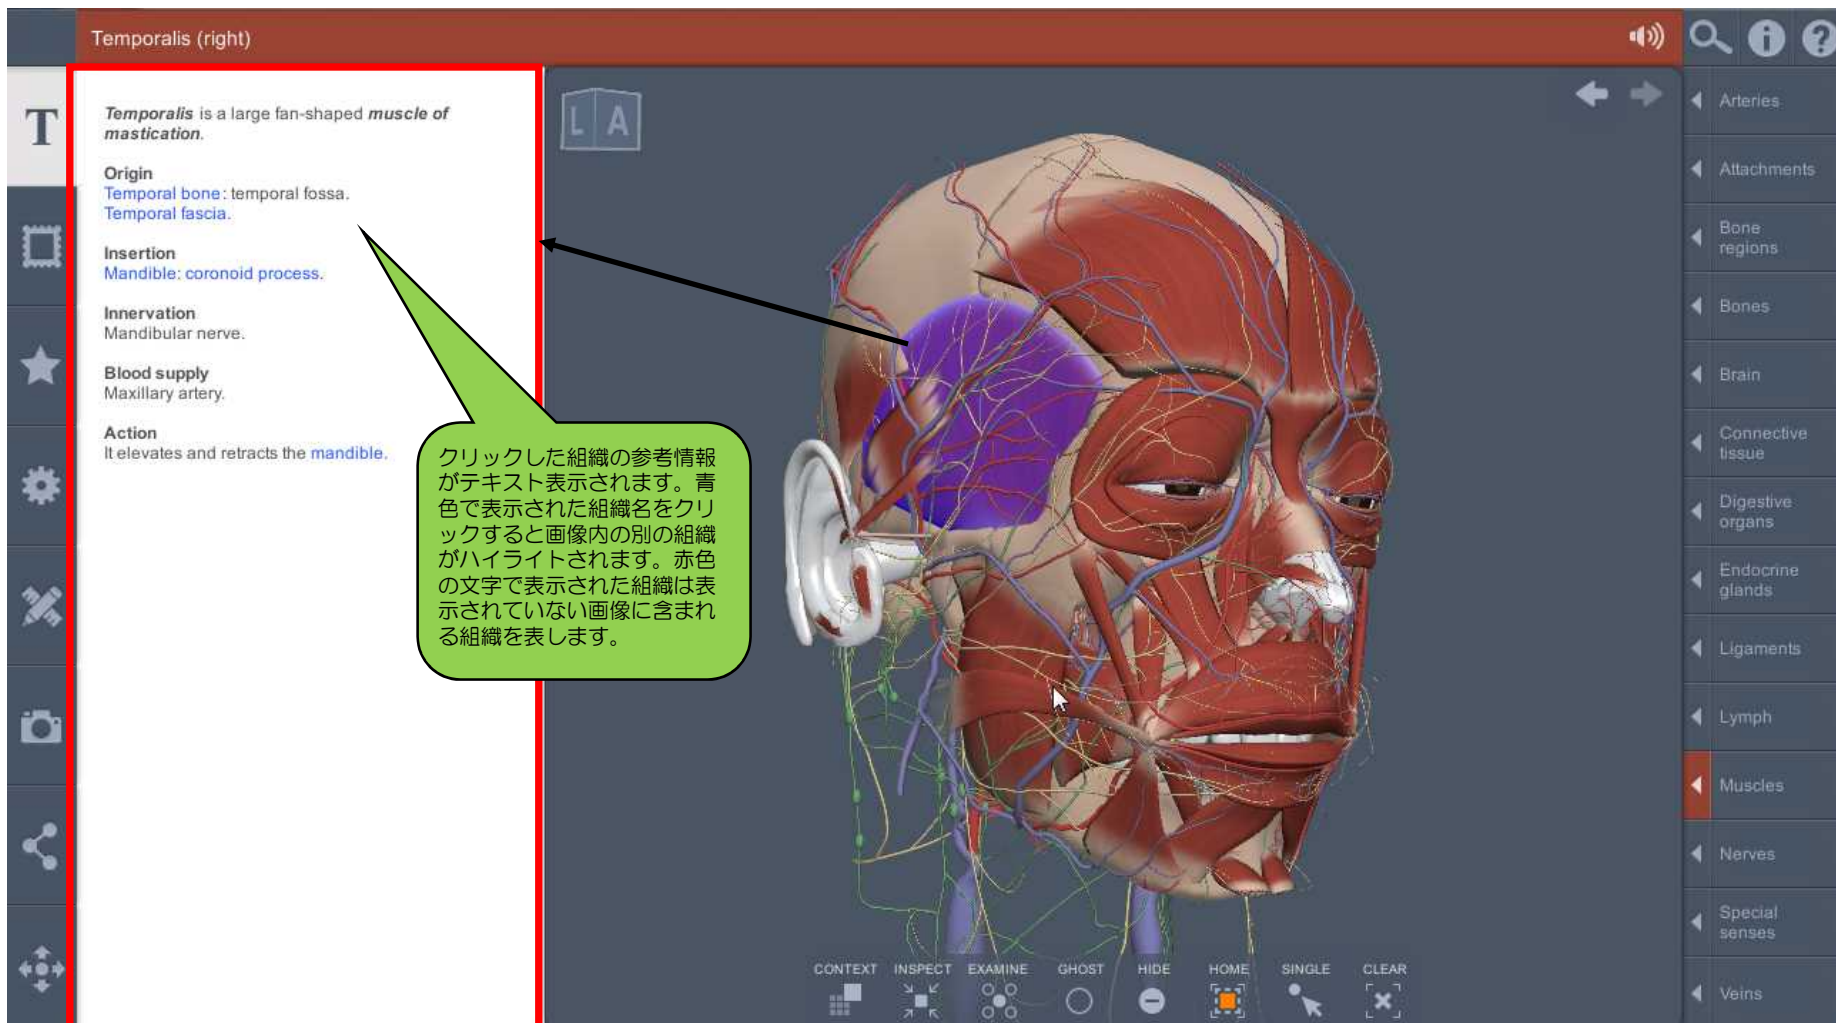 Temporalis (right)
T
Temporalis is a large fan-shaped muscle of
mastication.
Origin
Temporal bone: temporal fossa.
Temporal fascia.
Insertion
Mandible: coronoid process.
Innervation
Mandibular nerve.
Blood supply
Maxillary artery.
Action
It elevates and retracts the mandible.
クリックした組織の参考情報
がテキスト表示されます。青
色で表示された組織名をクリ
ックすると画像内の別の組織
がハイライトされます。赤色
の文字で表示された組織は表
示されていない画像に含まれ
る組織を表します。
L A
CONTEXT INSPECT EXAMINE GHOST HIDE HOME SINGLE CLEAR
Arteries
Attachments
Bone
regions
Bones
Brain
Connective
tissue
Digestive
organs
Endocrine
glands
Ligaments
Lymph
Muscles
Nerves
Special
senses
Veins